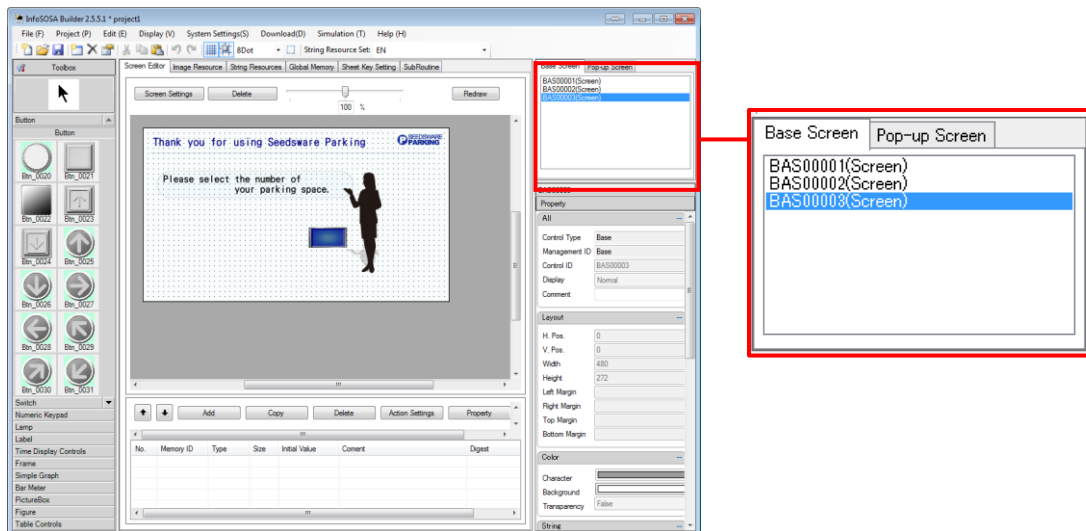 InfoSOSA Builder 2.5.5.1 * project1
File (F) Project (P) Edit (E) Display (V) System Settings(S) Download(D) Simulation (T) Help (H)
8Dot String Resource Set: EN
Toolbox
Screen Editor Image Resource String Resources Global Memory Sheet Key Setting SubRoutine
Base Screen Pop-up Screen
BAS00001(Screen)
BAS00002(Screen)
BAS00003(Screen)
Screen Settings Delete Redraw
100 %
Button
Button
Btn_0020 Btn_0021
Btn_0022 Btn_0023
Btn_0024 Btn_0025
Btn_0026 Btn_0027
Btn_0028 Btn_0029
Btn_0030 Btn_0031
Switch
Numeric Keypad
Lamp
Label
Time Display Controls
Frame
Simple Graph
Bar Meter
PictureBox
Figure
Table Controls
Thank you for using Seedsware Parking
P SEEDSWARE PARKING
Please select the number of
your parking space.
Add Copy Delete Action Settings Property
No. Memory ID Type Size Initial Value Coment Digest
BAS00003
Property
All
Control Type Base
Management ID Base
Control ID BAS00003
Display Normal
Comment
Layout
H. Pos. 0
V. Pos. 0
Width 480
Height 272
Left Margin
Right Margin
Top Margin
Bottom Margin
Color
Character
Background
Transparency False
String
Base Screen Pop-up Screen
BAS00001(Screen)
BAS00002(Screen)
BAS00003(Screen)